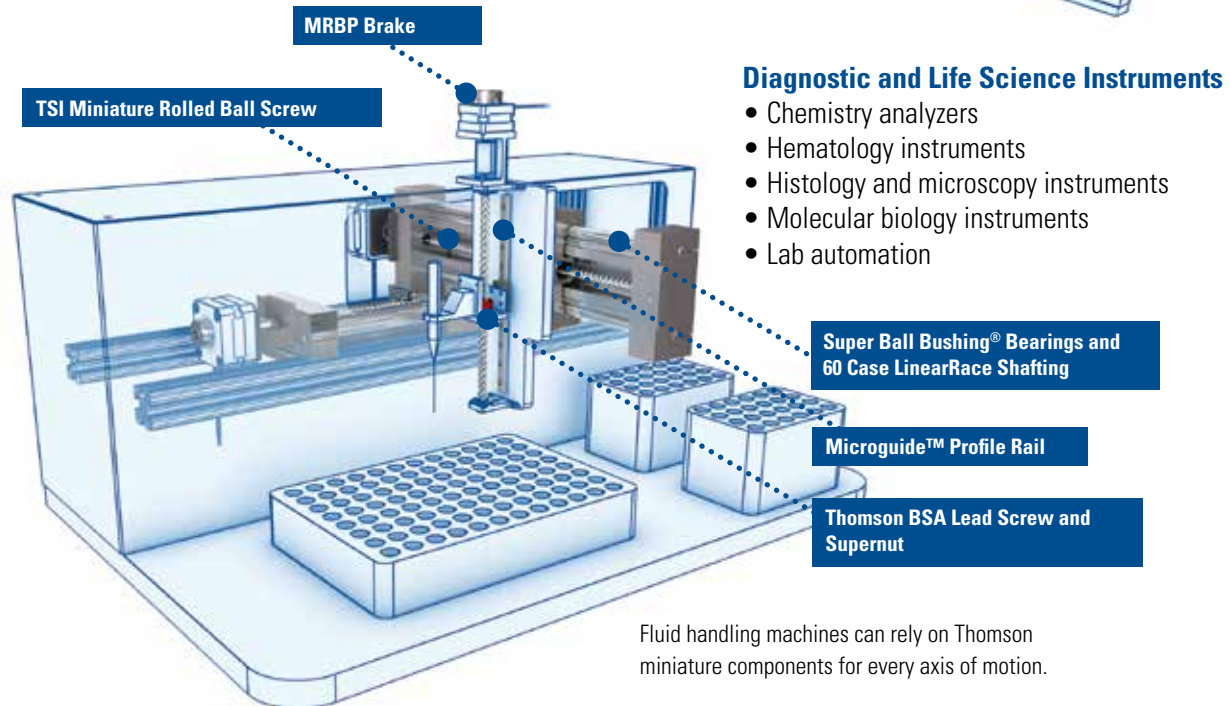 MRBP Brake
TSI Miniature Rolled Ball Screw
Diagnostic and Life Science Instruments
• Chemistry analyzers
• Hematology instruments
• Histology and microscopy instruments
• Molecular biology instruments
• Lab automation
Super Ball Bushing® Bearings and
60 Case LinearRace Shafting
Microguide™ Profile Rail
Thomson BSA Lead Screw and
Supernut
Fluid handling machines can rely on Thomson
miniature components for every axis of motion.